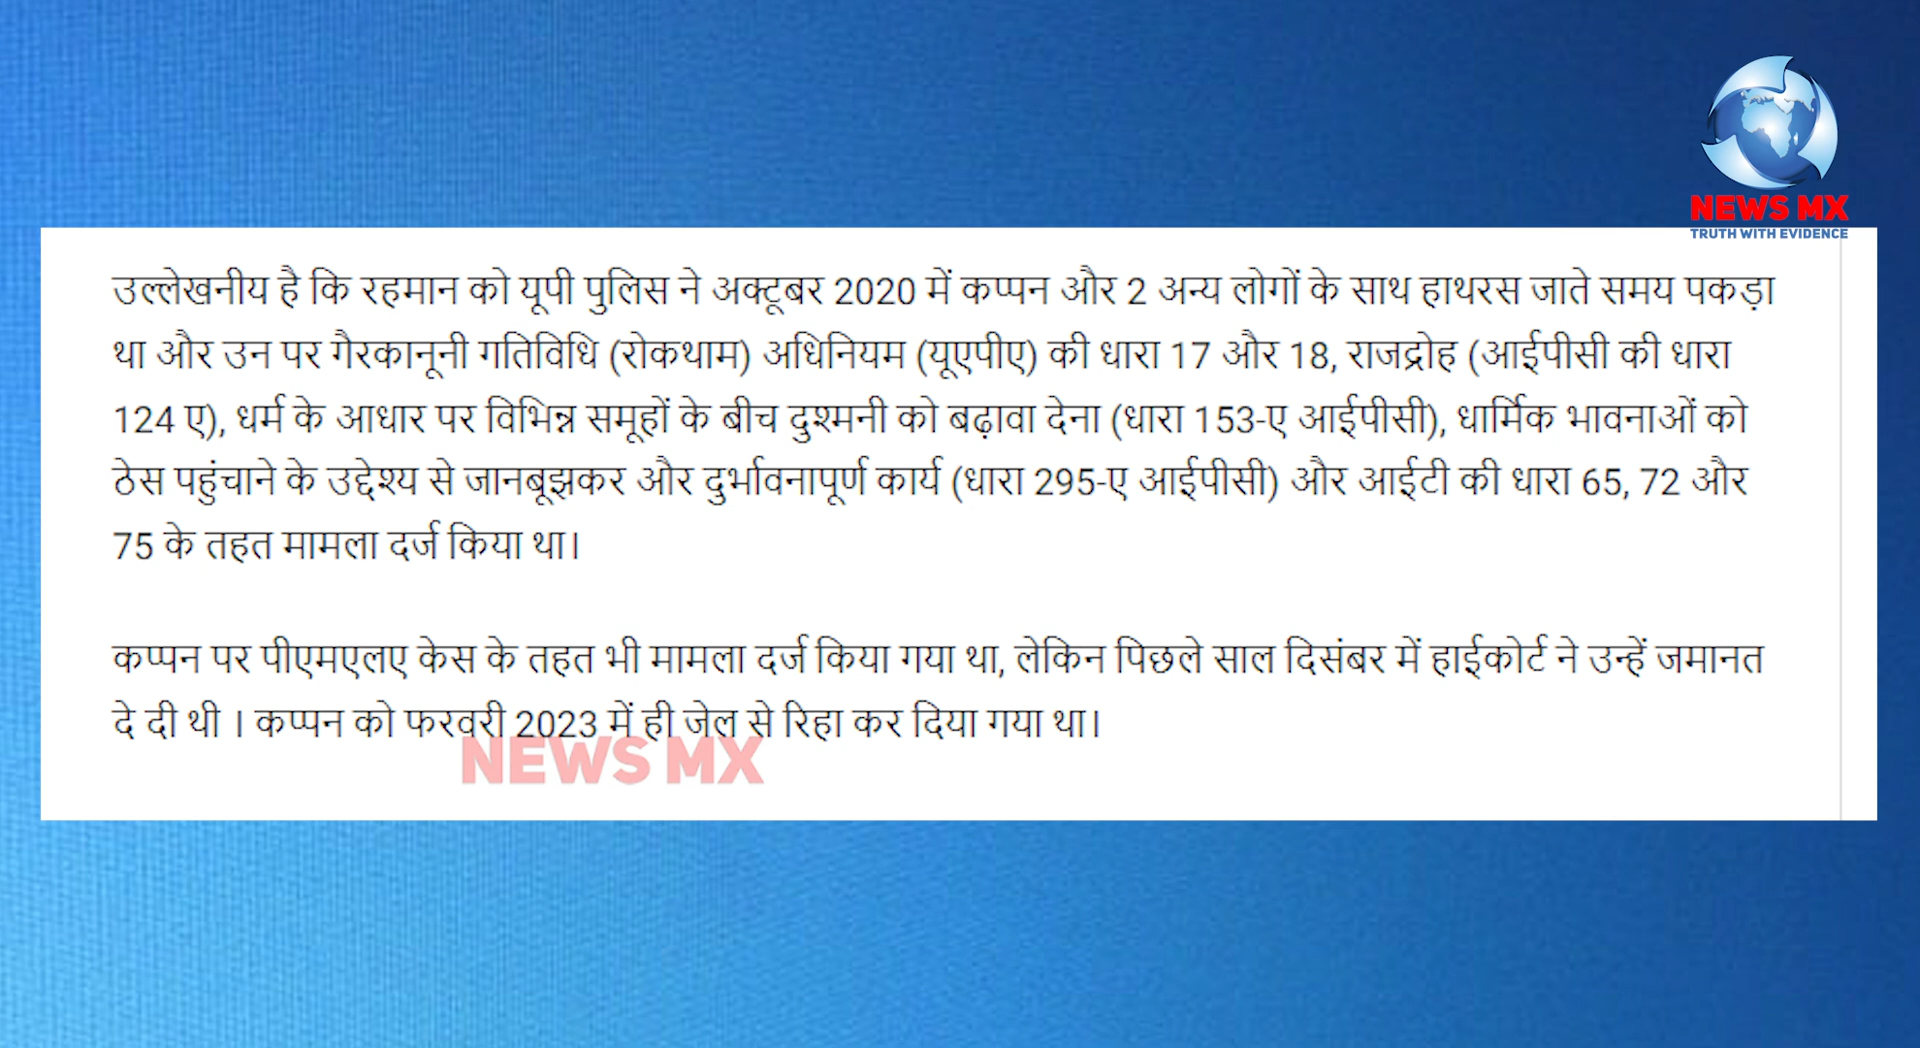 NEWS MX
TRUTH WITH EVIDENCE
उल्लेखनीय है कि रहमान को यूपी पुलिस ने अक्टूबर 2020 में कप्पन और 2 अन्य लोगों के साथ हाथरस जाते समय पकड़ा
था और उन पर गैरकानूनी गतिविधि (रोकथाम) अधिनियम (यूएपीए) की धारा 17 और 18, राजद्रोह (आईपीसी की धारा
124 ए), धर्म के आधार पर विभिन्न समूहों के बीच दुश्मनी को बढ़ावा देना (धारा 153-ए आईपीसी), धार्मिक भावनाओं को
ठेस पहुंचाने के उद्देश्य से जानबूझकर और दुर्भावनापूर्ण कार्य (धारा 295-ए आईपीसी) और आईटी की धारा 65, 72 और
75 के तहत मामला दर्ज किया था।
कप्पन पर पीएमएलए केस के तहत भी मामला दर्ज किया गया था, लेकिन पिछले साल दिसंबर में हाईकोर्ट ने उन्हें जमानत
दे दी थी । कप्पन को फरवरी 2023 में ही जेल से रिहा कर दिया गया था।
NEWS MX